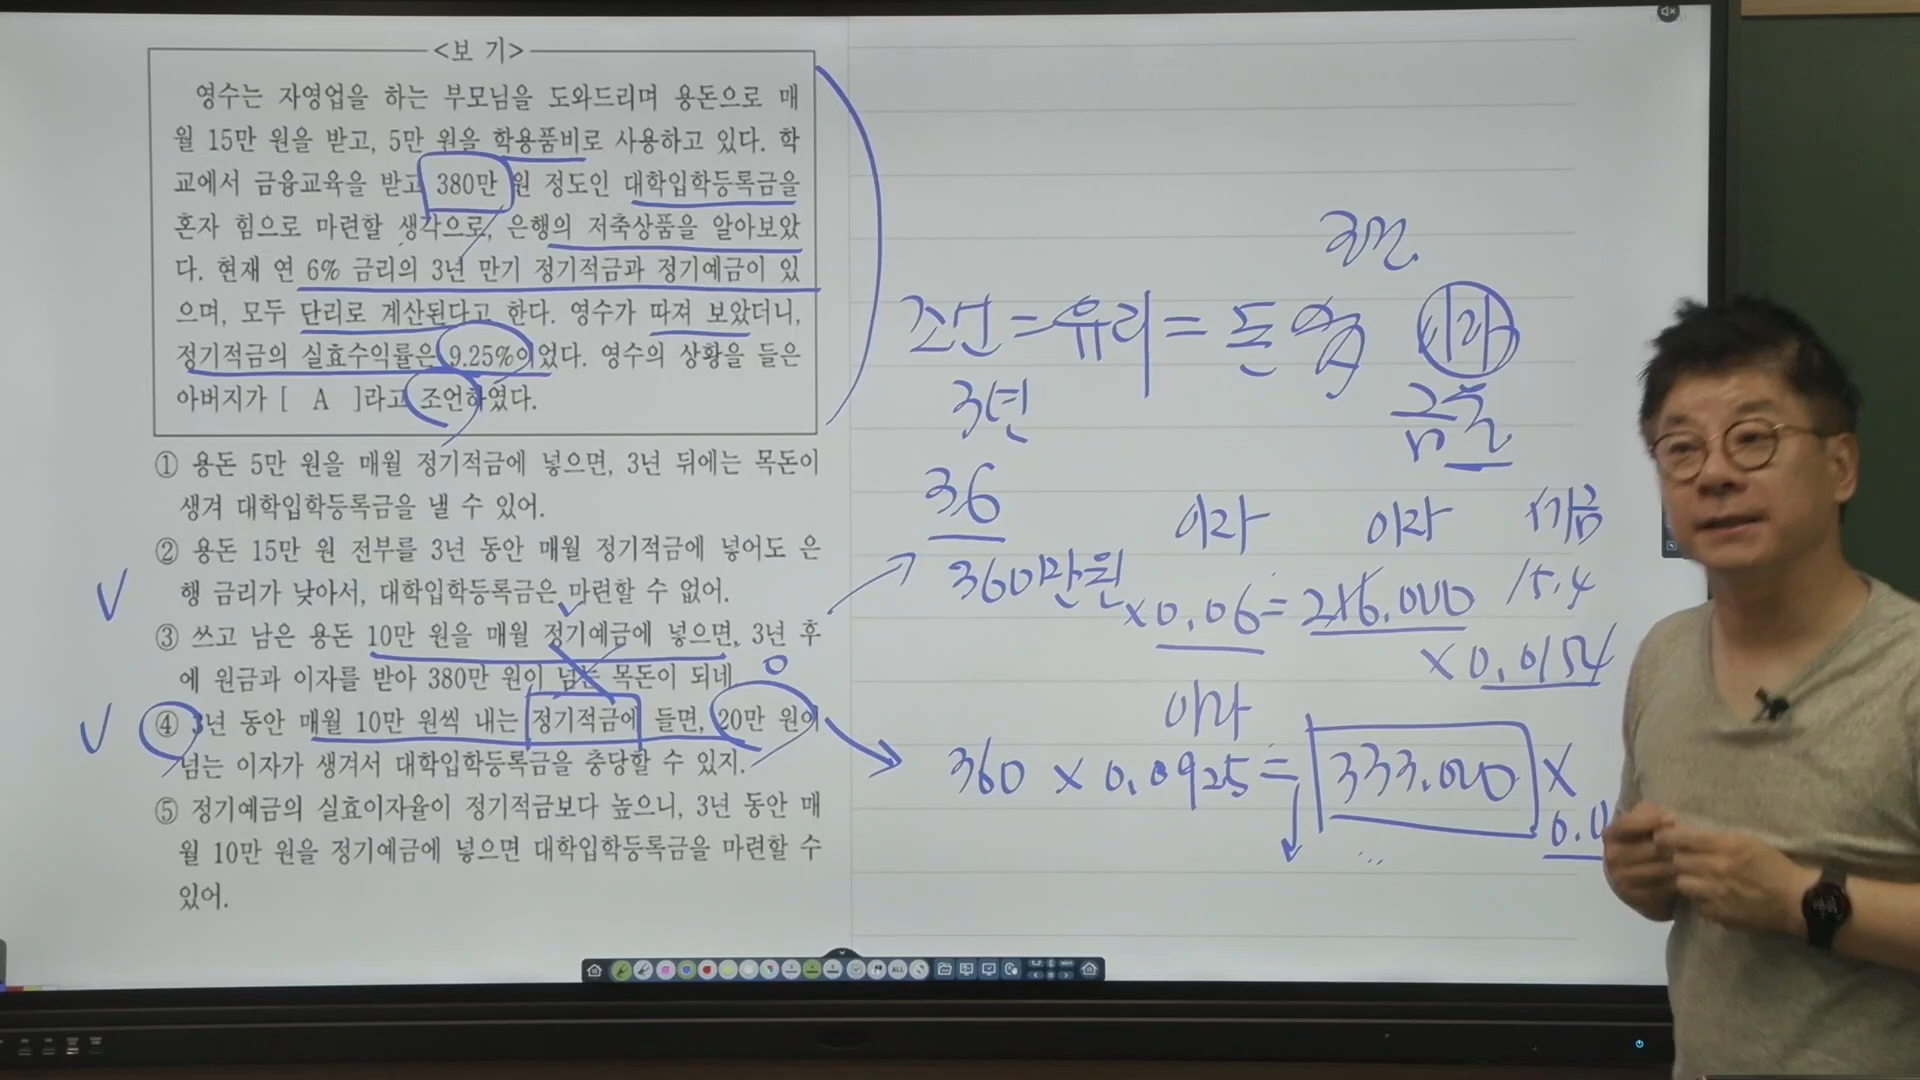 <보 기>
영수는 자영업을 하는 부모님을 도와드리며 용돈으로 매
월 15만 원을 받고, 5만 원을 학용품비로 사용하고 있다. 학
교에서 금융교육을 받고 380만 원 정도인 대학입학등록금을
혼자 힘으로 마련할 생각으로, 은행의 저축상품을 알아보았
다. 현재 연 6% 금리의 3년 만기 정기적금과 정기예금이 있
으며, 모두 단리로 계산된다고 한다. 영수가 따져 보았더니,
정기적금의 실효수익률은 9.25%이었다. 영수의 상황을 들은
아버지가 [ A ]라고 조언하였다.
① 용돈 5만 원을 매월 정기적금에 넣으면, 3년 뒤에는 목돈이
생겨 대학입학등록금을 낼 수 있어.
② 용돈 15만 원 전부를 3년 동안 매월 정기적금에 넣어도 은
행 금리가 낮아서, 대학입학등록금은 마련할 수 없어.
③ 쓰고 남은 용돈 10만 원을 매월 정기예금에 넣으면, 3년 후
에 원금과 이자를 받아 380만 원이 넘는 목돈이 되네.
④ 3년 동안 매월 10만 원씩 내는 정기적금에 들면, 20만 원이
넘는 이자가 생겨서 대학입학등록금을 충당할 수 있지.
⑤ 정기예금의 실효이자율이 정기적금보다 높으니, 3년 동안 매
월 10만 원을 정기예금에 넣으면 대학입학등록금을 마련할 수
있어.
조언=유리=돈
3년
36
이자 이자 세금
360만원 ×0.06=216.000 15.4
×0.0154
이자
360 × 0.0925= 333.000 ×
0.0